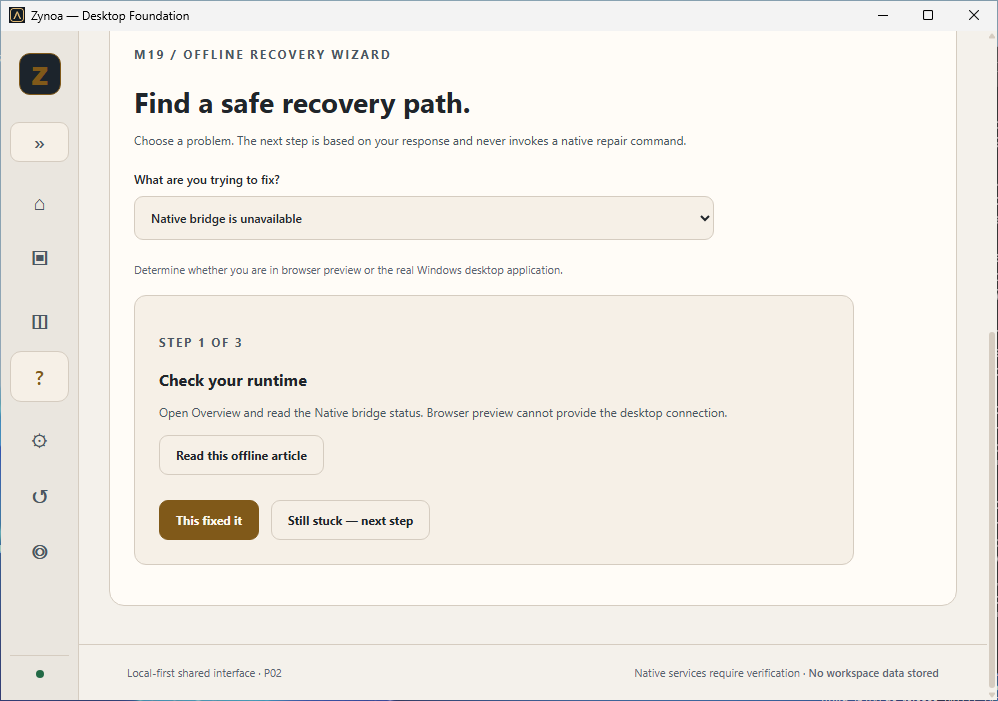 Zynoa — Desktop Foundation
Z
»
?
M19 / OFFLINE RECOVERY WIZARD
Find a safe recovery path.
Choose a problem. The next step is based on your response and never invokes a native repair command.
What are you trying to fix?
Native bridge is unavailable
Determine whether you are in browser preview or the real Windows desktop application.
STEP 1 OF 3
Check your runtime
Open Overview and read the Native bridge status. Browser preview cannot provide the desktop connection.
Read this offline article
This fixed it
Still stuck — next step
Local-first shared interface · P02
Native services require verification · No workspace data stored